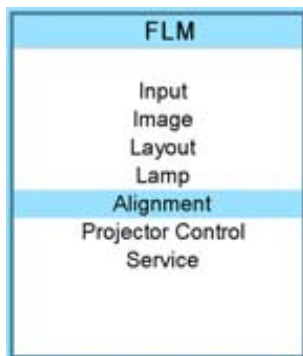 FLM
Input
Image
Layout
Lamp
Alignment
Projector Control
Service